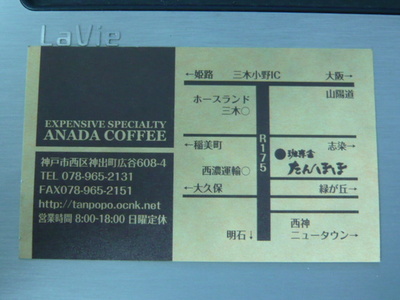 LaVie
EXPENSIVE SPECIALTY
ANADA COFFEE
神戸市西区神出町広谷608-4
TEL 078-965-2131
FAX078-965-2151
http://tanpopo.ocnk.net/
営業時間 8:00-18:00 日曜定休
←姫路 三木小野IC 大阪→
山陽道
ホースランド
三木○
←稲美町
R175
志染→
珈専舎
たんぽぽ
西濃運輸○
←大久保
緑が丘→
西神
明石↓
ニュータウン→